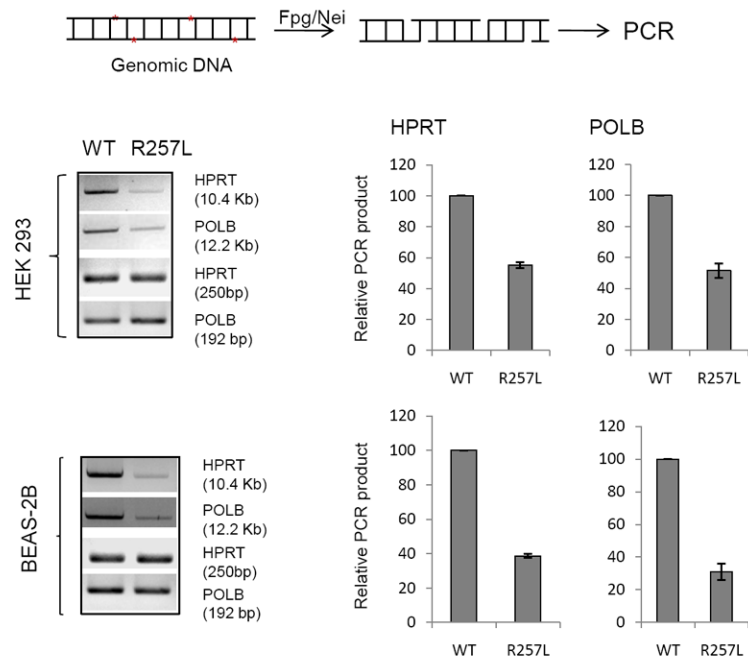 Fpg/Nei
PCR
Genomic DNA
WT R257L
HEK 293
HPRT
(10.4 Kb)
POLB
(12.2 Kb)
HPRT
(250bp)
POLB
(192 bp)
HPRT
Relative PCR product
120
100
80
60
40
20
0
WT R257L
POLB
120
100
80
60
40
20
0
WT R257L
BEAS-2B
HPRT
(10.4 Kb)
POLB
(12.2 Kb)
HPRT
(250bp)
POLB
(192 bp)
Relative PCR product
120
100
80
60
40
20
0
WT R257L
120
100
80
60
40
20
0
WT R257L